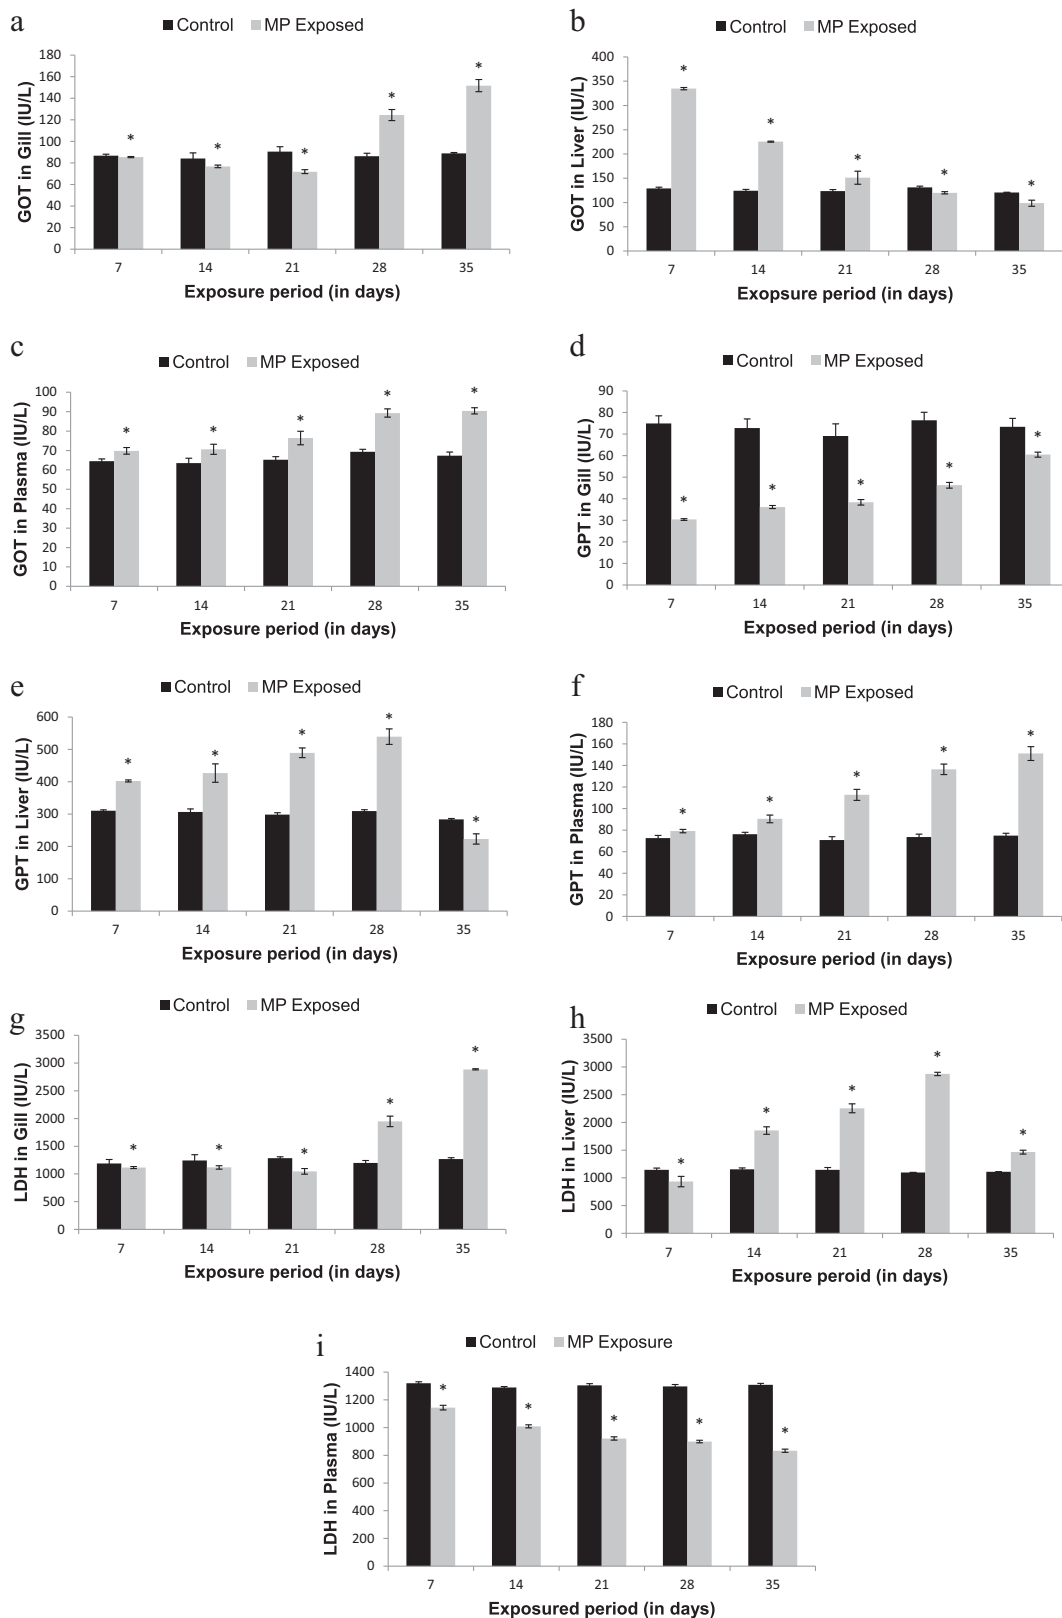 a
Control MP Exposed
GOT in Gill (IU/L)
180
160
140
120
100
80
60
40
20
0
* * * * *
7 14 21 28 35
Exposure period (in days)
b
Control MP Exposed
GOT in Liver (IU/L)
400
350
300
250
200
150
100
50
0
* * * * *
7 14 21 28 35
Exopsure period (in days)
c
Control MP Exposed
GOT in Plasma (IU/L)
100
90
80
70
60
50
40
30
20
10
0
* * * * *
7 14 21 28 35
Exposure period (in days)
d
Control MP Exposed
GPT in Gill (IU/L)
90
80
70
60
50
40
30
20
10
0
* * * * *
7 14 21 28 35
Exposed period (in days)
e
Control MP Exposed
GPT in Liver (IU/L)
600
500
400
300
200
100
0
* * * * *
7 14 21 28 35
Exposure period (in days)
f
Control MP Exposed
GPT in Plasma (IU/L)
180
160
140
120
100
80
60
40
20
0
* * * * *
7 14 21 28 35
Exposure period (in days)
g
Control MP Exposed
LDH in Gill (IU/L)
3500
3000
2500
2000
1500
1000
500
0
* * * * *
7 14 21 28 35
Exposure period (in days)
h
Control MP Exposed
LDH in Liver (IU/L)
3500
3000
2500
2000
1500
1000
500
0
* * * * *
7 14 21 28 35
Exposure peroid (in days)
i
Control MP Exposure
LDH in Plasma (IU/L)
1400
1200
1000
800
600
400
200
0
* * * * *
7 14 21 28 35
Exposured period (in days)